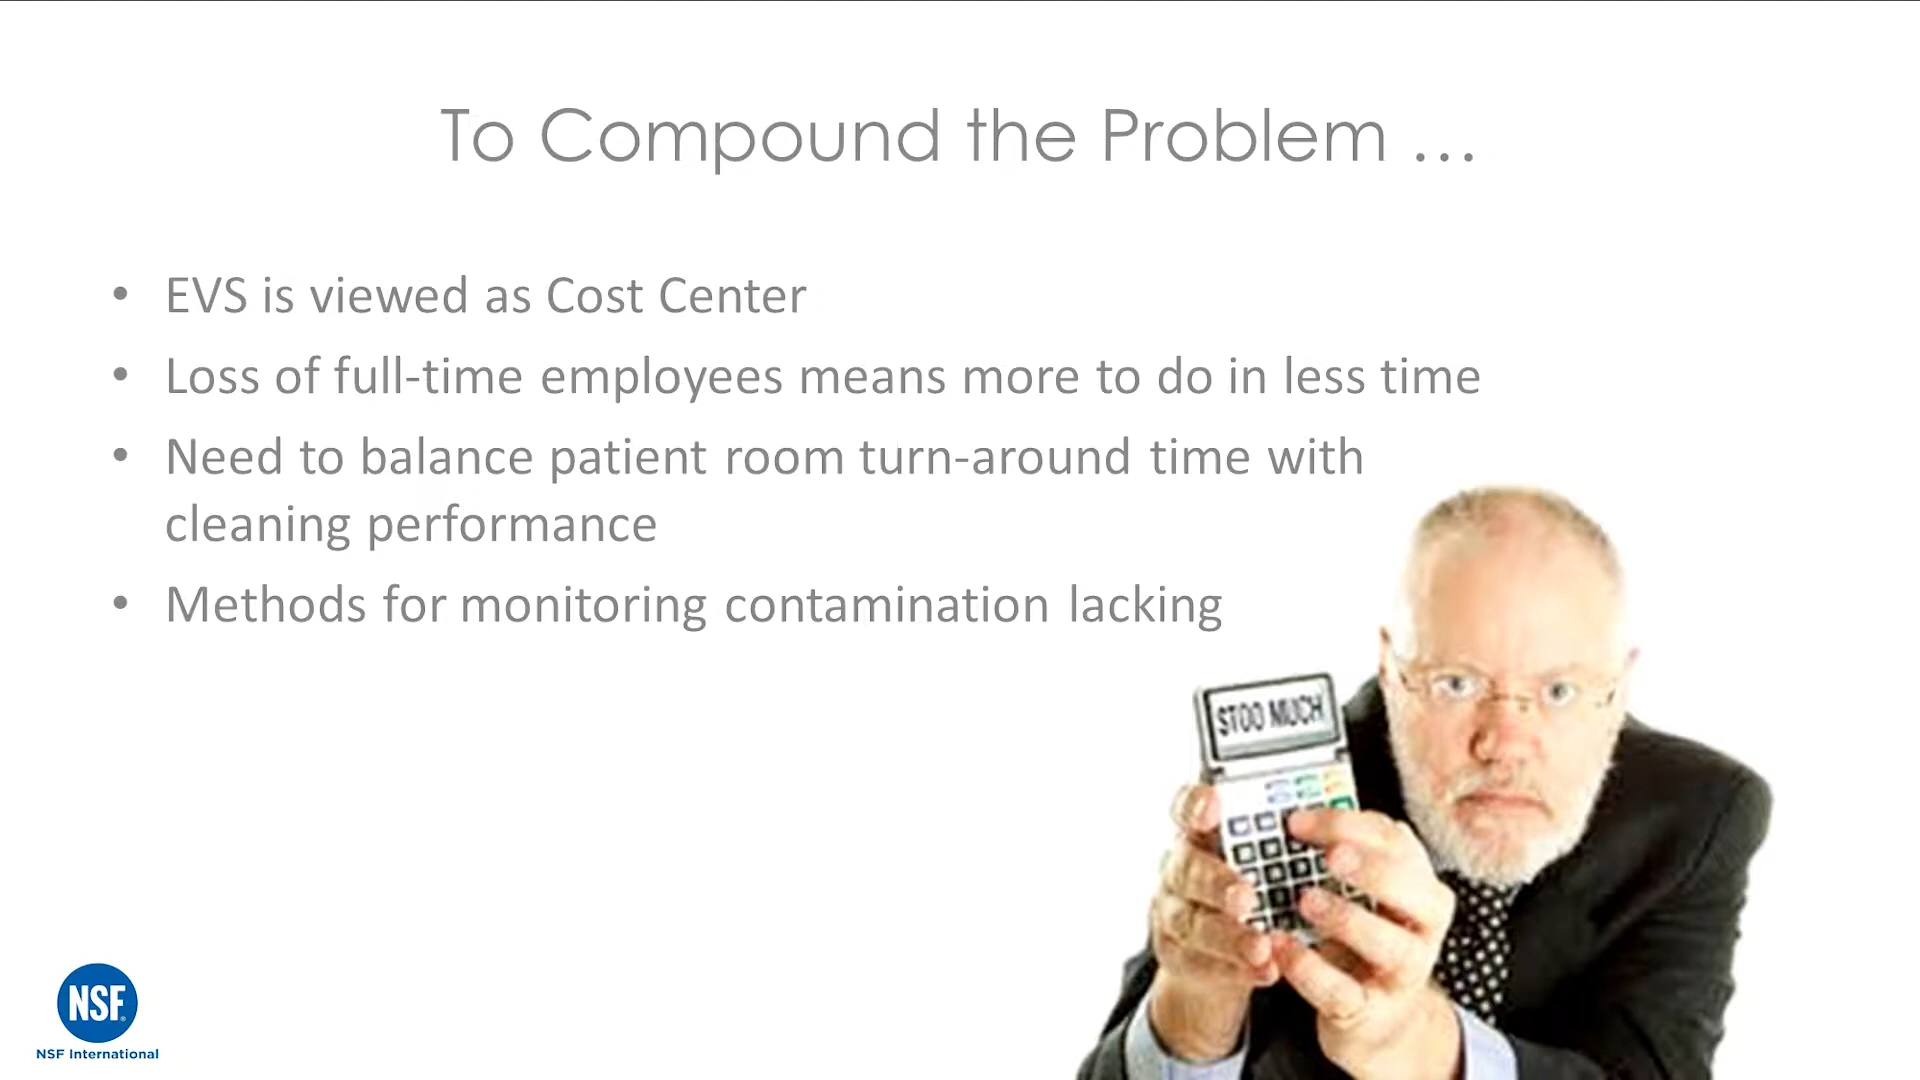 To Compound the Problem …
• EVS is viewed as Cost Center
• Loss of full-time employees means more to do in less time
• Need to balance patient room turn-around time with
cleaning performance
• Methods for monitoring contamination lacking
$TOO MUCH
NSF®
NSF International